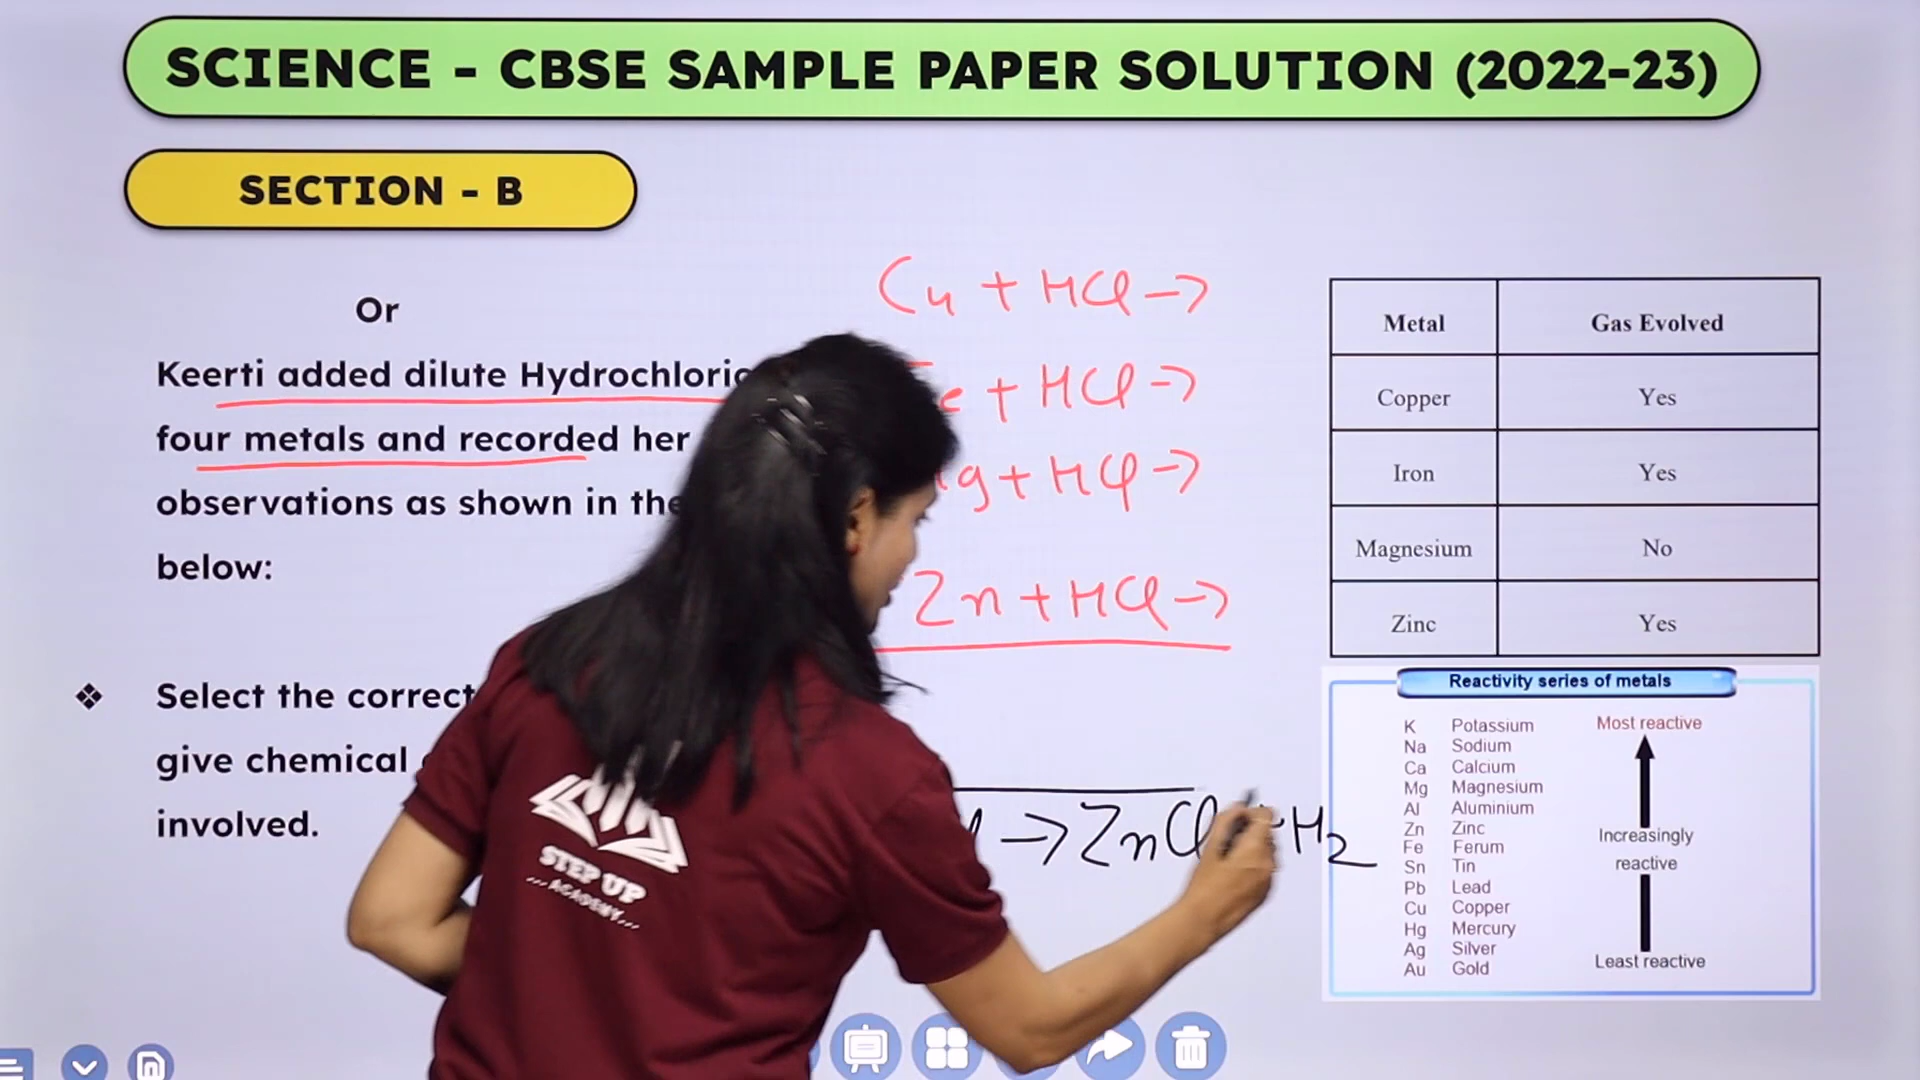 SCIENCE - CBSE SAMPLE PAPER SOLUTION (2022-23)
SECTION - B
Or
Keerti added dilute Hydrochloric
four metals and recorded her
observations as shown in the
below:
❖ Select the correct
give chemical
involved.
Cu + HCl →
+ HCl →
+ HCl →
Zn + HCl →
→ ZnCl + H2
Metal Gas Evolved
Copper Yes
Iron Yes
Magnesium No
Zinc Yes
Reactivity series of metals
K Potassium
Na Sodium
Ca Calcium
Mg Magnesium
Al Aluminium
Zn Zinc
Fe Ferum
Sn Tin
Pb Lead
Cu Copper
Hg Mercury
Ag Silver
Au Gold
Most reactive
Increasingly
reactive
Least reactive
STEP UP
...ACADEMY...